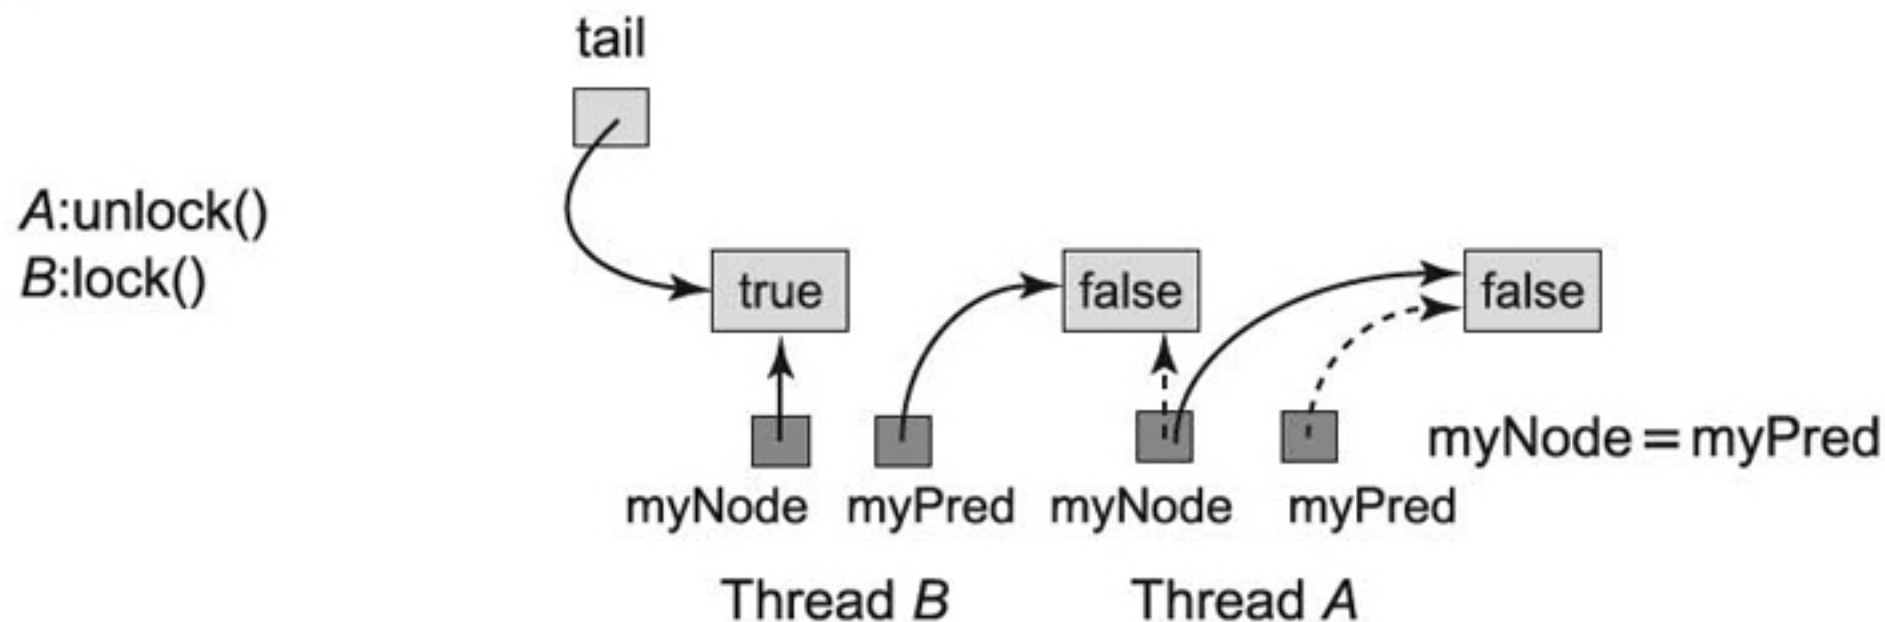 tail
A:unlock()
B:lock()
true
false
false
myNode = myPred
myNode
myPred
myNode
myPred
Thread B
Thread A